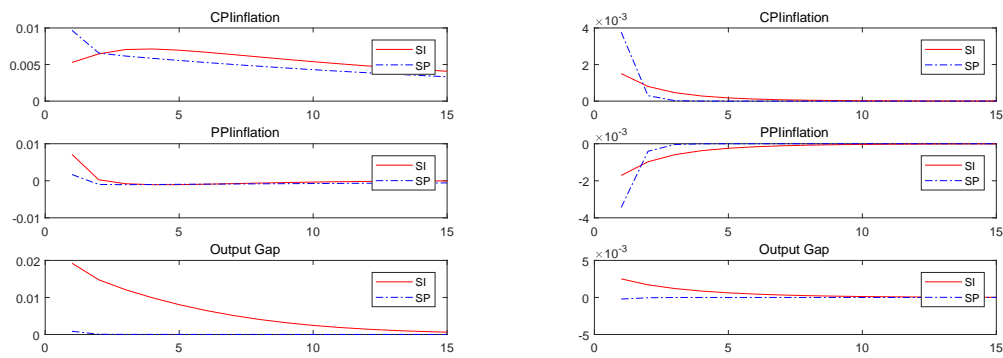 CPIinflation
0.01
0.005
0
0
5
10
15
SI
SP
PPIinflation
0.01
0
-0.01
0
5
10
15
SI
SP
Output Gap
0.02
0.01
0
0
5
10
15
SI
SP
×10⁻³
CPIinflation
4
2
0
0
5
10
15
SI
SP
×10⁻³
PPIinflation
0
-2
-4
0
5
10
15
SI
SP
×10⁻³
Output Gap
5
0
-5
0
5
10
15
SI
SP